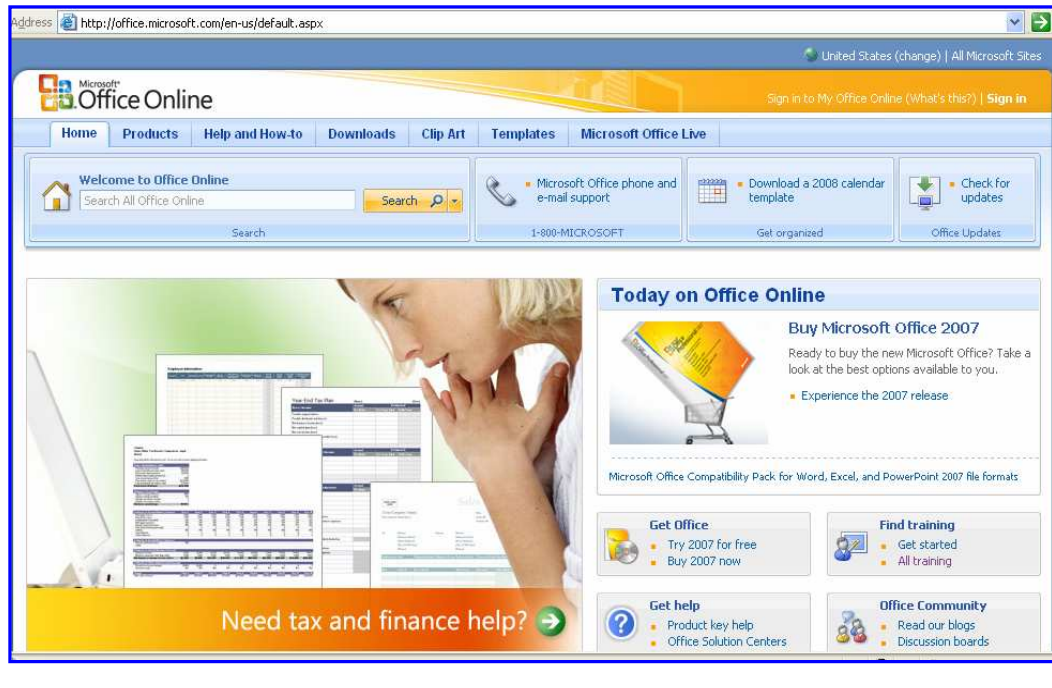 Address http://office.microsoft.com/en-us/default.aspx
United States (change) | All Microsoft Sites
Microsoft®
Office Online
Sign in to My Office Online (What's this?) | Sign in
Home Products Help and How-to Downloads Clip Art Templates Microsoft Office Live
Welcome to Office Online
Search All Office Online
Search
Search
Microsoft Office phone and
e-mail support
1-800-MICROSOFT
Download a 2008 calendar
template
Get organized
Check for
updates
Office Updates
Year End Tax Plan
Need tax and finance help?
Today on Office Online
Buy Microsoft Office 2007
Ready to buy the new Microsoft Office? Take a
look at the best options available to you.
Experience the 2007 release
Microsoft Office Compatibility Pack for Word, Excel, and PowerPoint 2007 file formats
Get Office
Try 2007 for free
Buy 2007 now
Find training
Get started
All training
Get help
Product key help
Office Solution Centers
Office Community
Read our blogs
Discussion boards